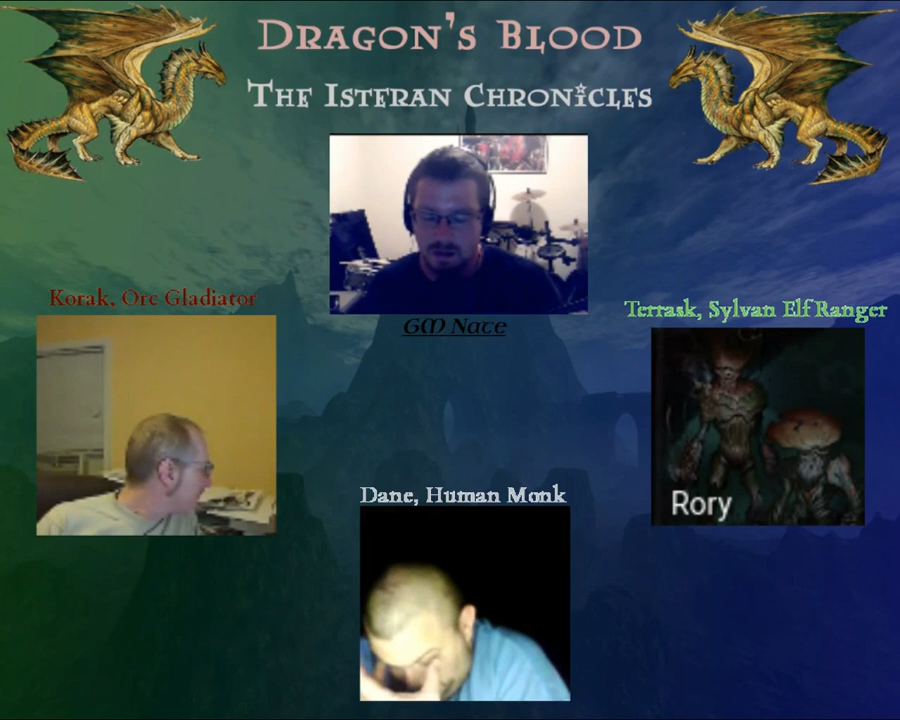 Dragon's Blood
The Isteran Chronicles
GM Nate
Korak, Orc Gladiator
Terrask, Sylvan Elf Ranger
Rory
Dane, Human Monk